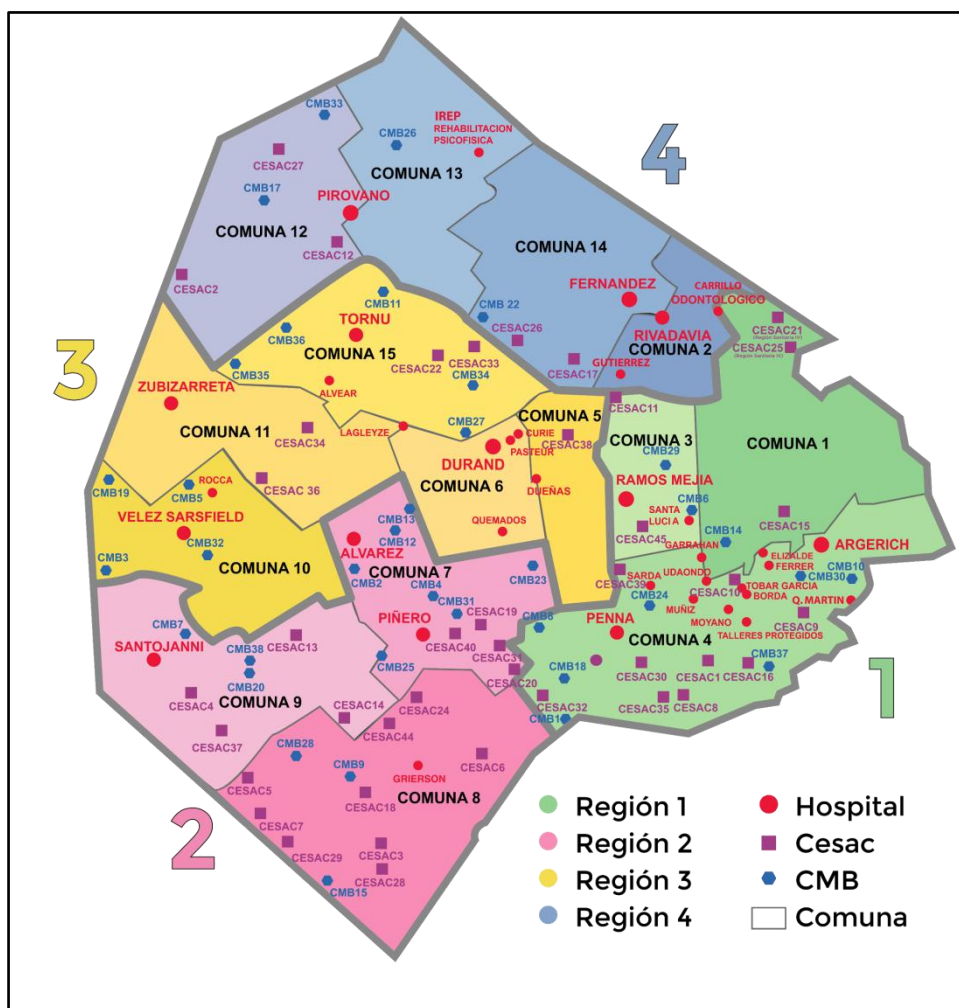 CMB33
IREP
REHABILITACION
PSICOFISICA
CMB26
CESAC27
COMUNA 13
4
CMB17
PIROVANO
COMUNA 12
CESAC12
COMUNA 14
CESAC2
FERNANDEZ
CARRILLO
ODONTOLOGICO
CMB11
CMB 22
RIVADAVIA
CESAC21
(Región Sanitaria IV)
TORNU
CESAC26
CMB36
COMUNA 2
CESAC25
(Región Sanitaria IV)
3
COMUNA 15
CESAC22
CESAC33
CMB35
CMB34
CESAC17
GUTIERREZ
ZUBIZARRETA
ALVEAR
CESAC11
COMUNA 11
CESAC34
LAGLEYZE
CMB27
COMUNA 5
CURIE
CESAC38
PASTEUR
COMUNA 3
COMUNA 1
CMB29
DURAND
COMUNA 6
CMB19
CMB5
ROCCA
CESAC 36
DUEÑAS
RAMOS MEJIA
CMB6
SANTA
LUCIA
VELEZ SARSFIELD
CMB13
CMB12
QUEMADOS
CESAC45
CMB14
CESAC15
CMB3
CMB32
ALVAREZ
GARRAHAN
ARGERICH
COMUNA 10
CMB2
COMUNA 7
CMB4
CMB23
CESAC39
SARDA
UDAONDO
ELIZALDE
FERRER
CMB30
CMB10
CESAC10
TOBAR GARCIA
BORDA
CMB31
CMB24
MUÑIZ
Q. MARTIN
CMB7
CESAC13
PIÑERO
CESAC19
CMB8
PENNA
MOYANO
CESAC9
TALLERES PROTEGIDOS
COMUNA 4
SANTOJANNI
CMB38
CESAC40
CESAC31
CMB25
CMB20
CESAC20
CMB18
CESAC30
CESAC1
CESAC16
CMB37
CESAC4
COMUNA 9
CESAC14
CESAC24
CESAC32
CESAC35
CESAC8
1
CESAC37
CESAC44
CMB28
CMB9
CESAC6
CESAC5
GRIERSON
CESAC18
COMUNA 8
2
CESAC7
CESAC29
CESAC3
CESAC28
CMB15
Región 1
Región 2
Región 3
Región 4
Hospital
Cesac
CMB
Comuna